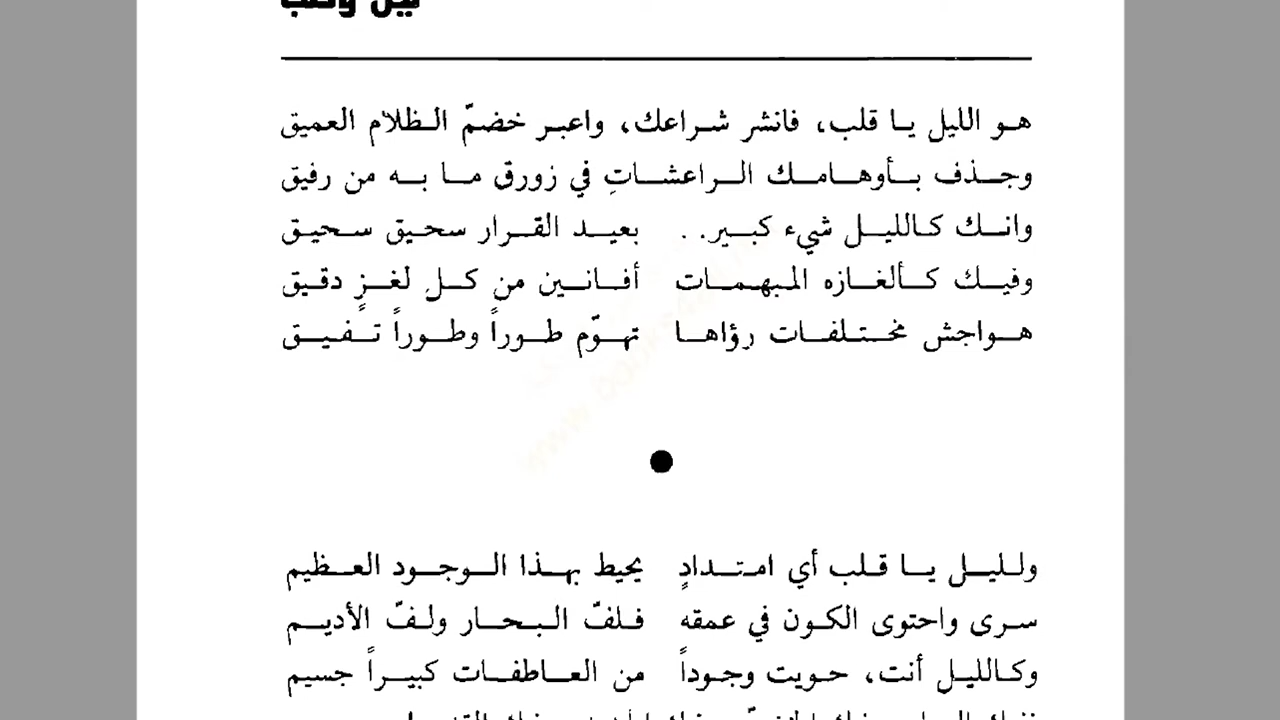 ليل وقلب
هو الليل يا قلب، فانشر شراعك، واعبر خضمّ الظلام العميق
وجذف بأوهامك الراعشاتِ في زورق ما به من رفيق
وانك كالليل شيء كبير.. بعيد القرار سحيق سحيق
وفيك كألغازه المبهمات أفانين من كل لغزٍ دقيق
هواجش مختلفات رؤاها تهوّم طوراً وطوراً تفيق
ولليل يا قلب أي امتدادٍ يحيط بهذا الوجود العظيم
سرى واحتوى الكون في عمقه فلفّ البحار ولفّ الأديم
وكالليل أنت، حويت وجوداً من العاطفات كبيراً جسيم